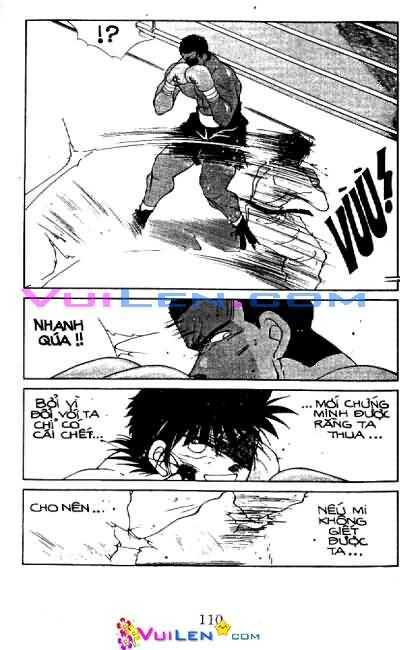 !?
VÙÙ!
VUILEN.COM
NHANH
QÚA!!
BỞI VÌ
ĐỐI VỚI TA
CHỈ CÓ
CÁI CHẾT...
...MỚI CHỨNG
MINH ĐƯỢC
RẰNG TA
THUA...
CHO NÊN...
NẾU MI
KHÔNG
GIẾT
ĐƯỢC
TA...
110
VUILEN.COM